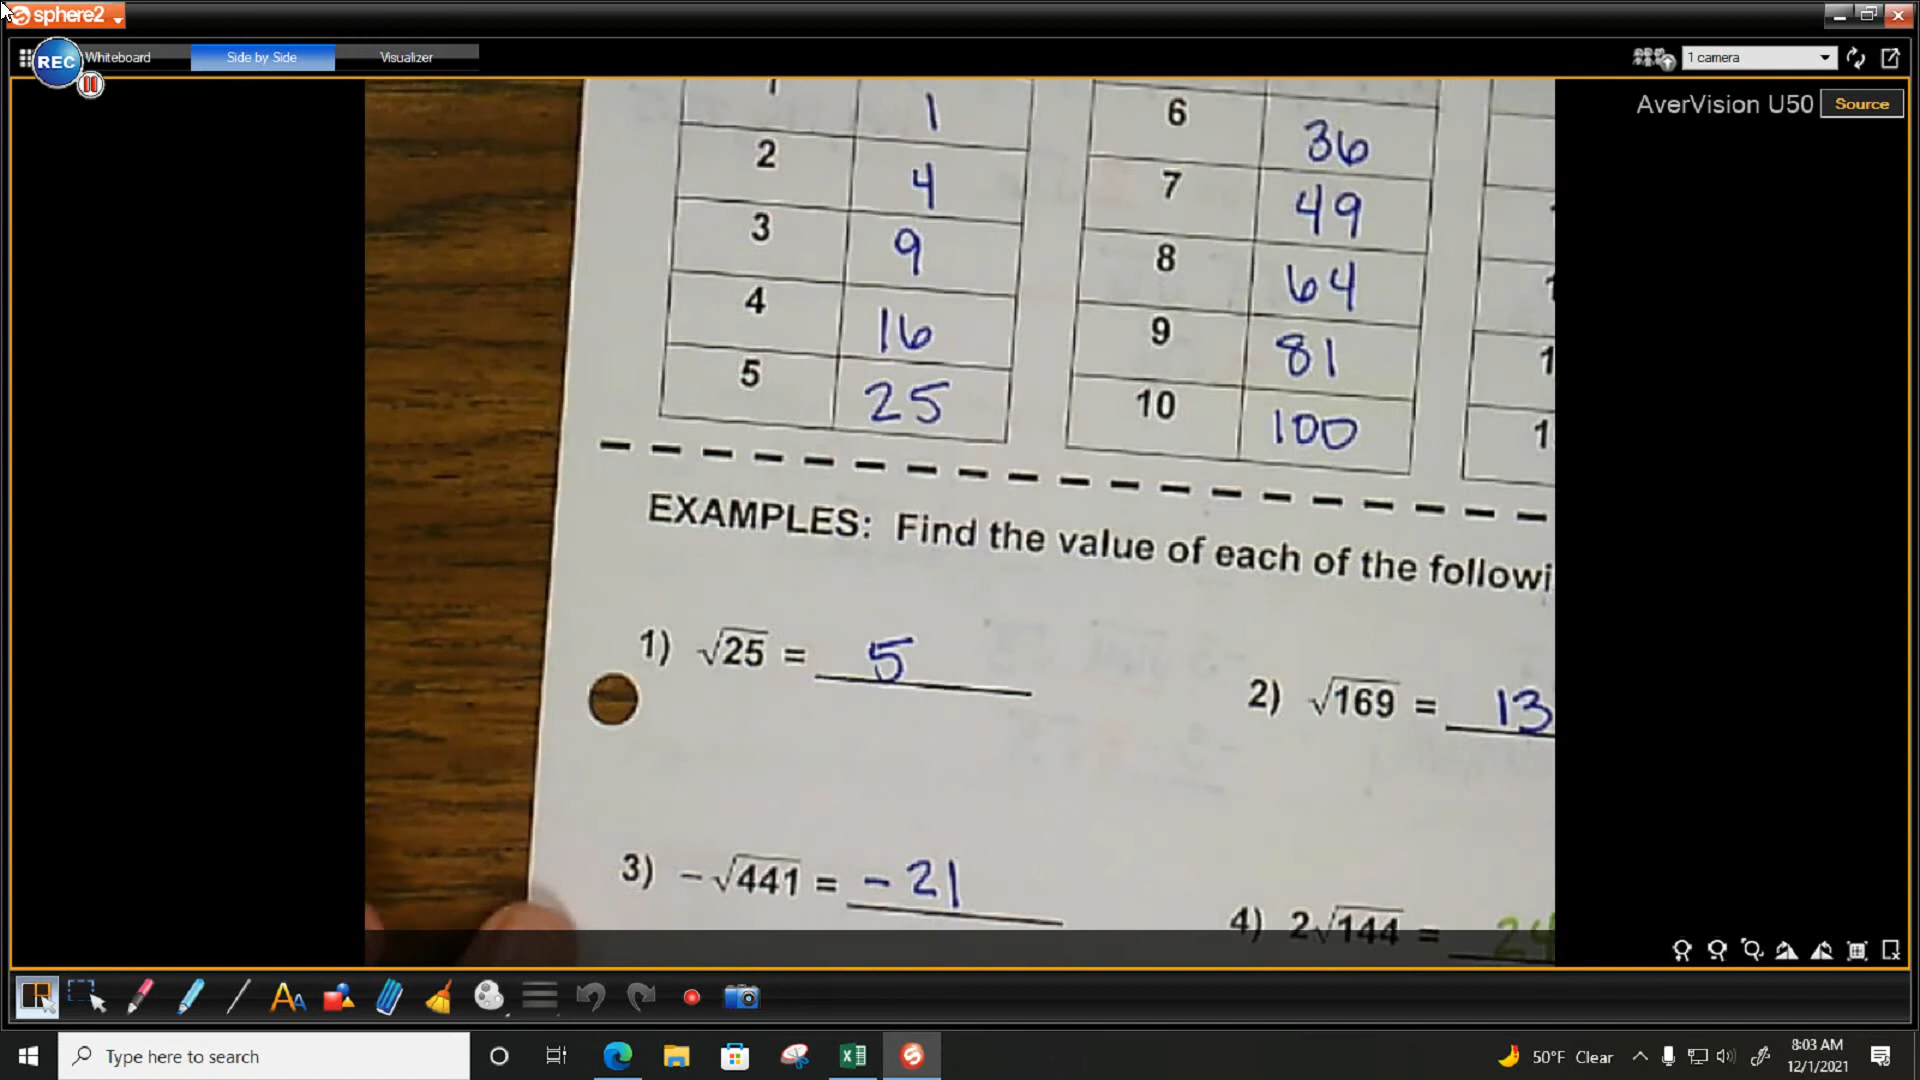 sphere2
REC Whiteboard Side by Side Visualizer 1 camera
AverVision U50 Source
1 1
2 4
3 9
4 16
5 25
6 36
7 49
8 64
9 81
10 100
EXAMPLES: Find the value of each of the followi
1) √25 = 5
2) √169 = 13
3) -√441 = -21
4) 2√144 = 24
Type here to search
50°F Clear
8:03 AM
12/1/2021